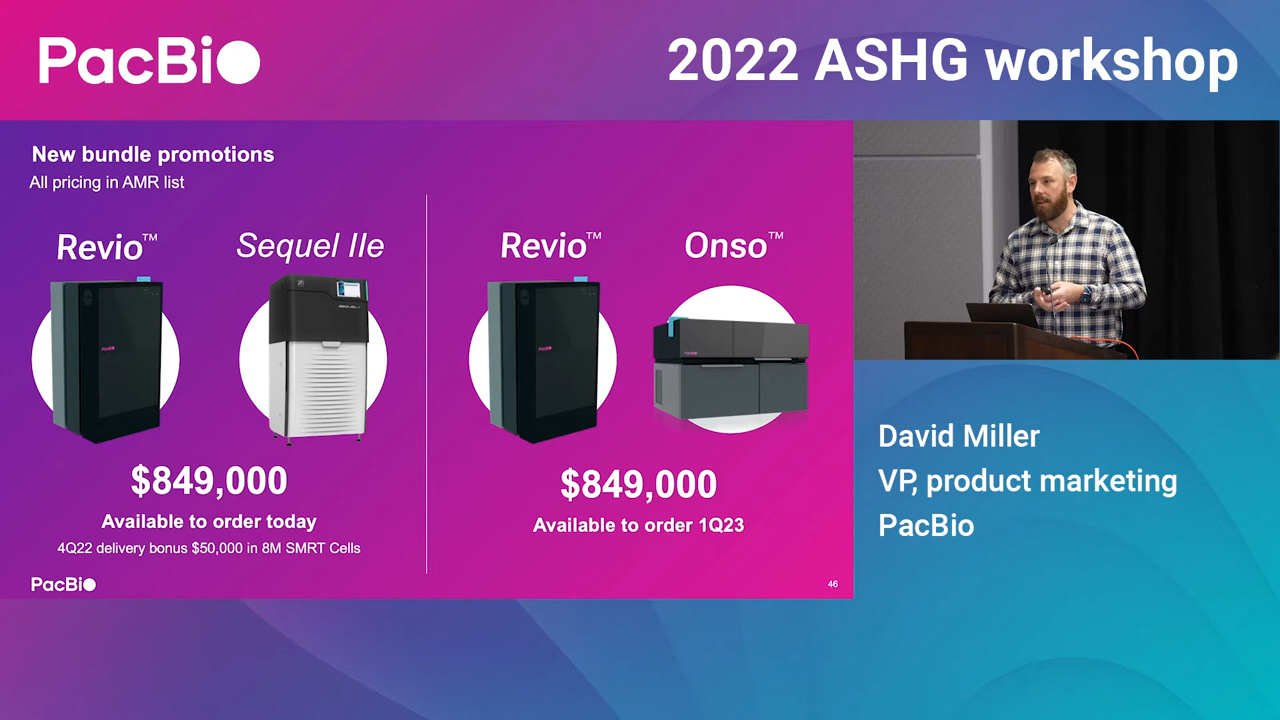 PacBio
2022 ASHG workshop
New bundle promotions
All pricing in AMR list
Revio™
Sequel IIe
$849,000
Available to order today
4Q22 delivery bonus $50,000 in 8M SMRT Cells
Revio™
Onso™
$849,000
Available to order 1Q23
PacBio
46
David Miller
VP, product marketing
PacBio